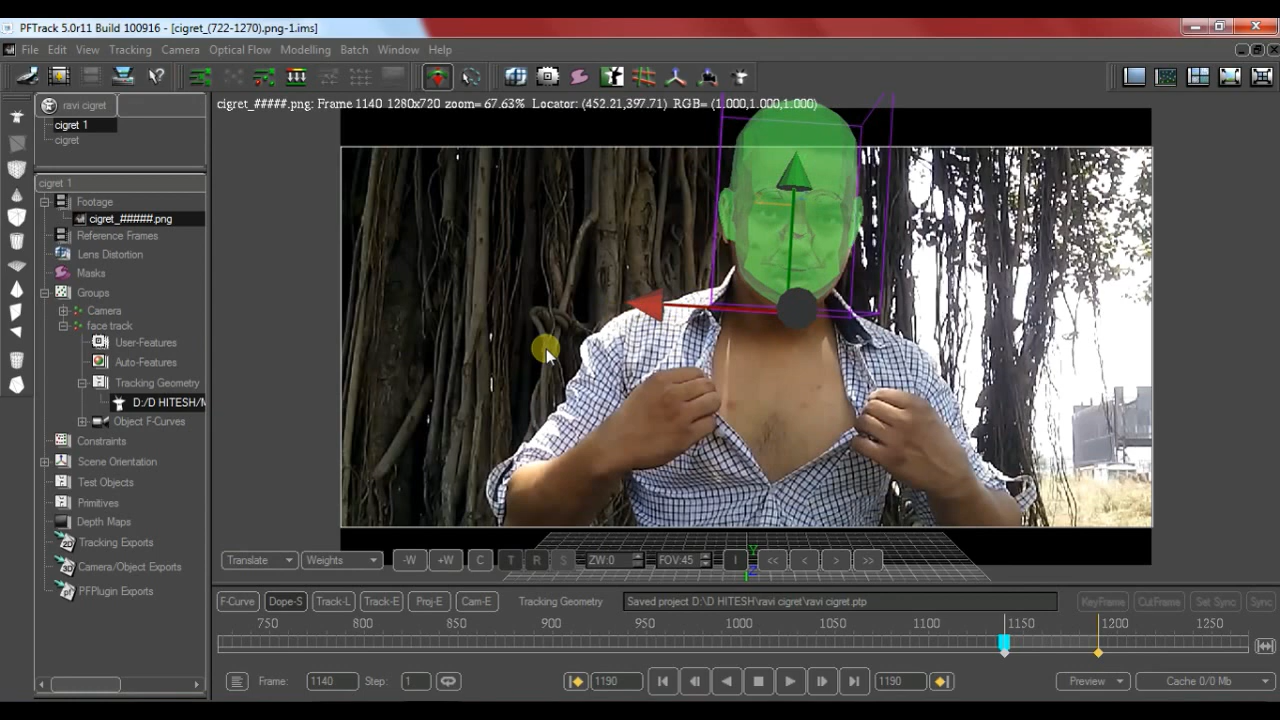 PFTrack 5.0r11 Build 100916 - [cigret_(722-1270).png-1.ims]
File Edit View Tracking Camera Optical Flow Modelling Batch Window Help
cigret_#####.png: Frame 1140 1280x720 zoom= 67.63% Locator: (452.21,397.71) RGB= (1.000,1.000,1.000)
ravi cigret
cigret 1
cigret
cigret 1
Footage
cigret_#####.png
Reference Frames
Lens Distortion
Masks
Groups
Camera
face track
User-Features
Auto-Features
Tracking Geometry
D:/D HITESH/M
Object F-Curves
Constraints
Scene Orientation
Test Objects
Primitives
Depth Maps
Tracking Exports
Camera/Object Exports
PFPlugin Exports
Y
Z
Translate Weights -W +W C T R S ZW:0 FOV:45 I << < > >>
F-Curve Dope-S Track-L Track-E Proj-E Cam-E Tracking Geometry Saved project D:\D HITESH\ravi cigret\ravi cigret.ptp KeyFrame CutFrame Set Sync Sync
750 800 850 900 950 1000 1050 1100 1150 1200 1250
Frame: 1140 Step: 1 1190 1190 Preview Cache 0/0 Mb